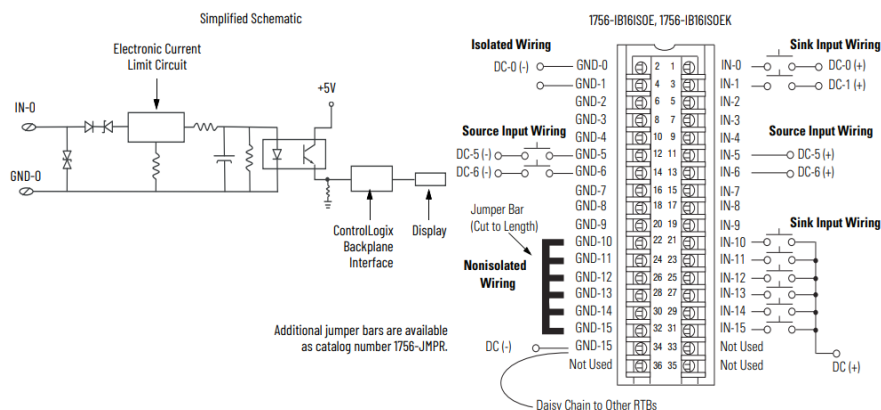 Simplified Schematic
Electronic Current
Limit Circuit
+5V
IN-0
GND-0
ControlLogix
Backplane
Interface
Display
Additional jumper bars are available
as catalog number 1756-JMPR.
1756-IB16ISOE, 1756-IB16ISOEK
Isolated Wiring
Sink Input Wiring
DC-0 (-) GND-0 2 1 IN-0 DC-0 (+)
GND-1 4 3 IN-1 DC-1 (+)
GND-2 6 5 IN-2
GND-3 8 7 IN-3
GND-4 10 9 IN-4
Source Input Wiring
Source Input Wiring
DC-5 (-) GND-5 12 11 IN-5 DC-5 (+)
DC-6 (-) GND-6 14 13 IN-6 DC-6 (+)
GND-7 16 15 IN-7
GND-8 18 17 IN-8
GND-9 20 19 IN-9
Jumper Bar
(Cut to Length)
Sink Input Wiring
GND-10 22 21 IN-10
GND-11 24 23 IN-11
GND-12 26 25 IN-12
GND-13 28 27 IN-13
GND-14 30 29 IN-14
GND-15 32 31 IN-15
Nonisolated
Wiring
DC (-) GND-15 34 33 Not Used
Not Used 36 35 Not Used
DC (+)
Daisy Chain to Other RTBs